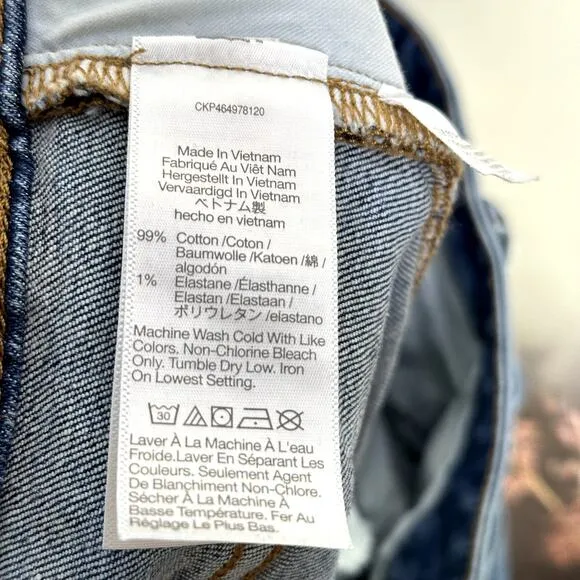 CKP464978120
Made In Vietnam
Fabriqué Au Viêt Nam
Hergestellt In Vietnam
Vervaardigd In Vietnam
ベトナム製
hecho en vietnam
99% Cotton /Coton/
Baumwolle /Katoen /綿 /
algodón
1% Elastane /Élasthanne /
Elastan /Elastaan /
ポリウレタン /elastano
Machine Wash Cold With Like
Colors. Non-Chlorine Bleach
Only. Tumble Dry Low. Iron
On Lowest Setting.
30
Laver À La Machine À L'eau
Froide.Laver En Séparant Les
Couleurs. Seulement Agent
De Blanchiment Non-Chloré.
Sécher À La Machine À
Basse Température. Fer Au
Réglage Le Plus Bas.